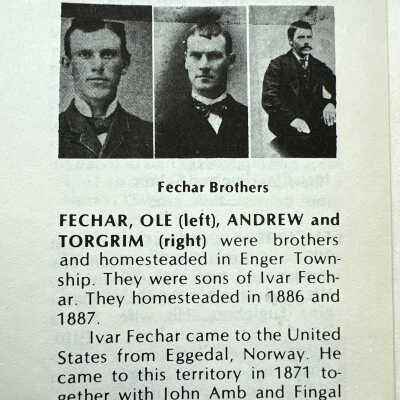 Fechar Brothers
FECHAR, OLE (left), ANDREW and
TORGRIM (right) were brothers
and homesteaded in Enger Town-
ship. They were sons of Ivar Fech-
ar. They homesteaded in 1886 and
1887.
Ivar Fechar came to the United
States from Eggedal, Norway. He
came to this territory in 1871 to-
gether with John Amb and Fingal